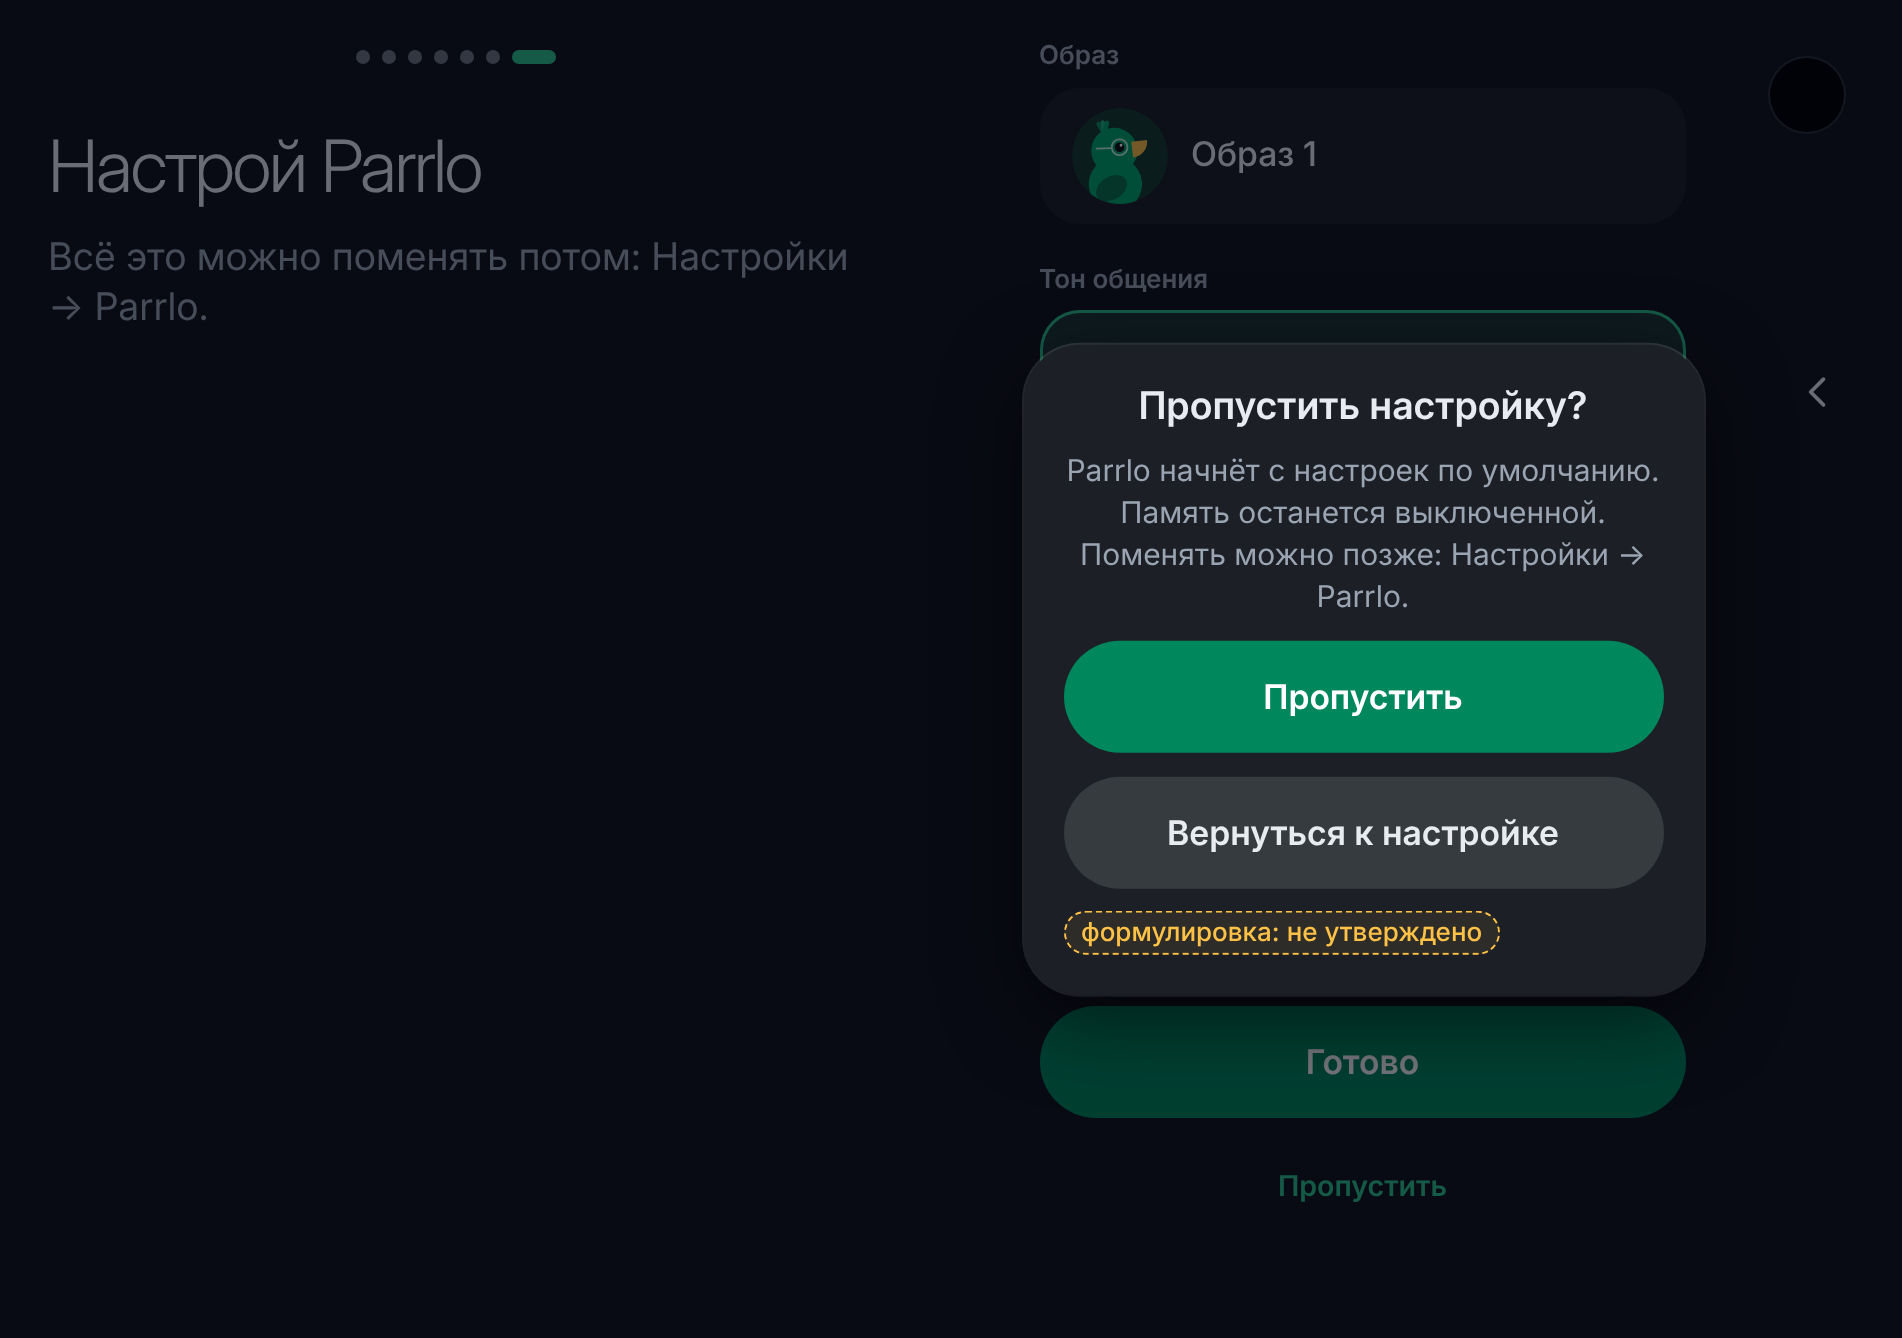 Настрой Parrlo
Всё это можно поменять потом: Настройки
→ Parrlo.
Образ
Образ 1
Тон общения
Пропустить настройку?
Parrlo начнёт с настроек по умолчанию.
Память останется выключенной.
Поменять можно позже: Настройки →
Parrlo.
Пропустить
Вернуться к настройке
формулировка: не утверждено
Готово
Пропустить